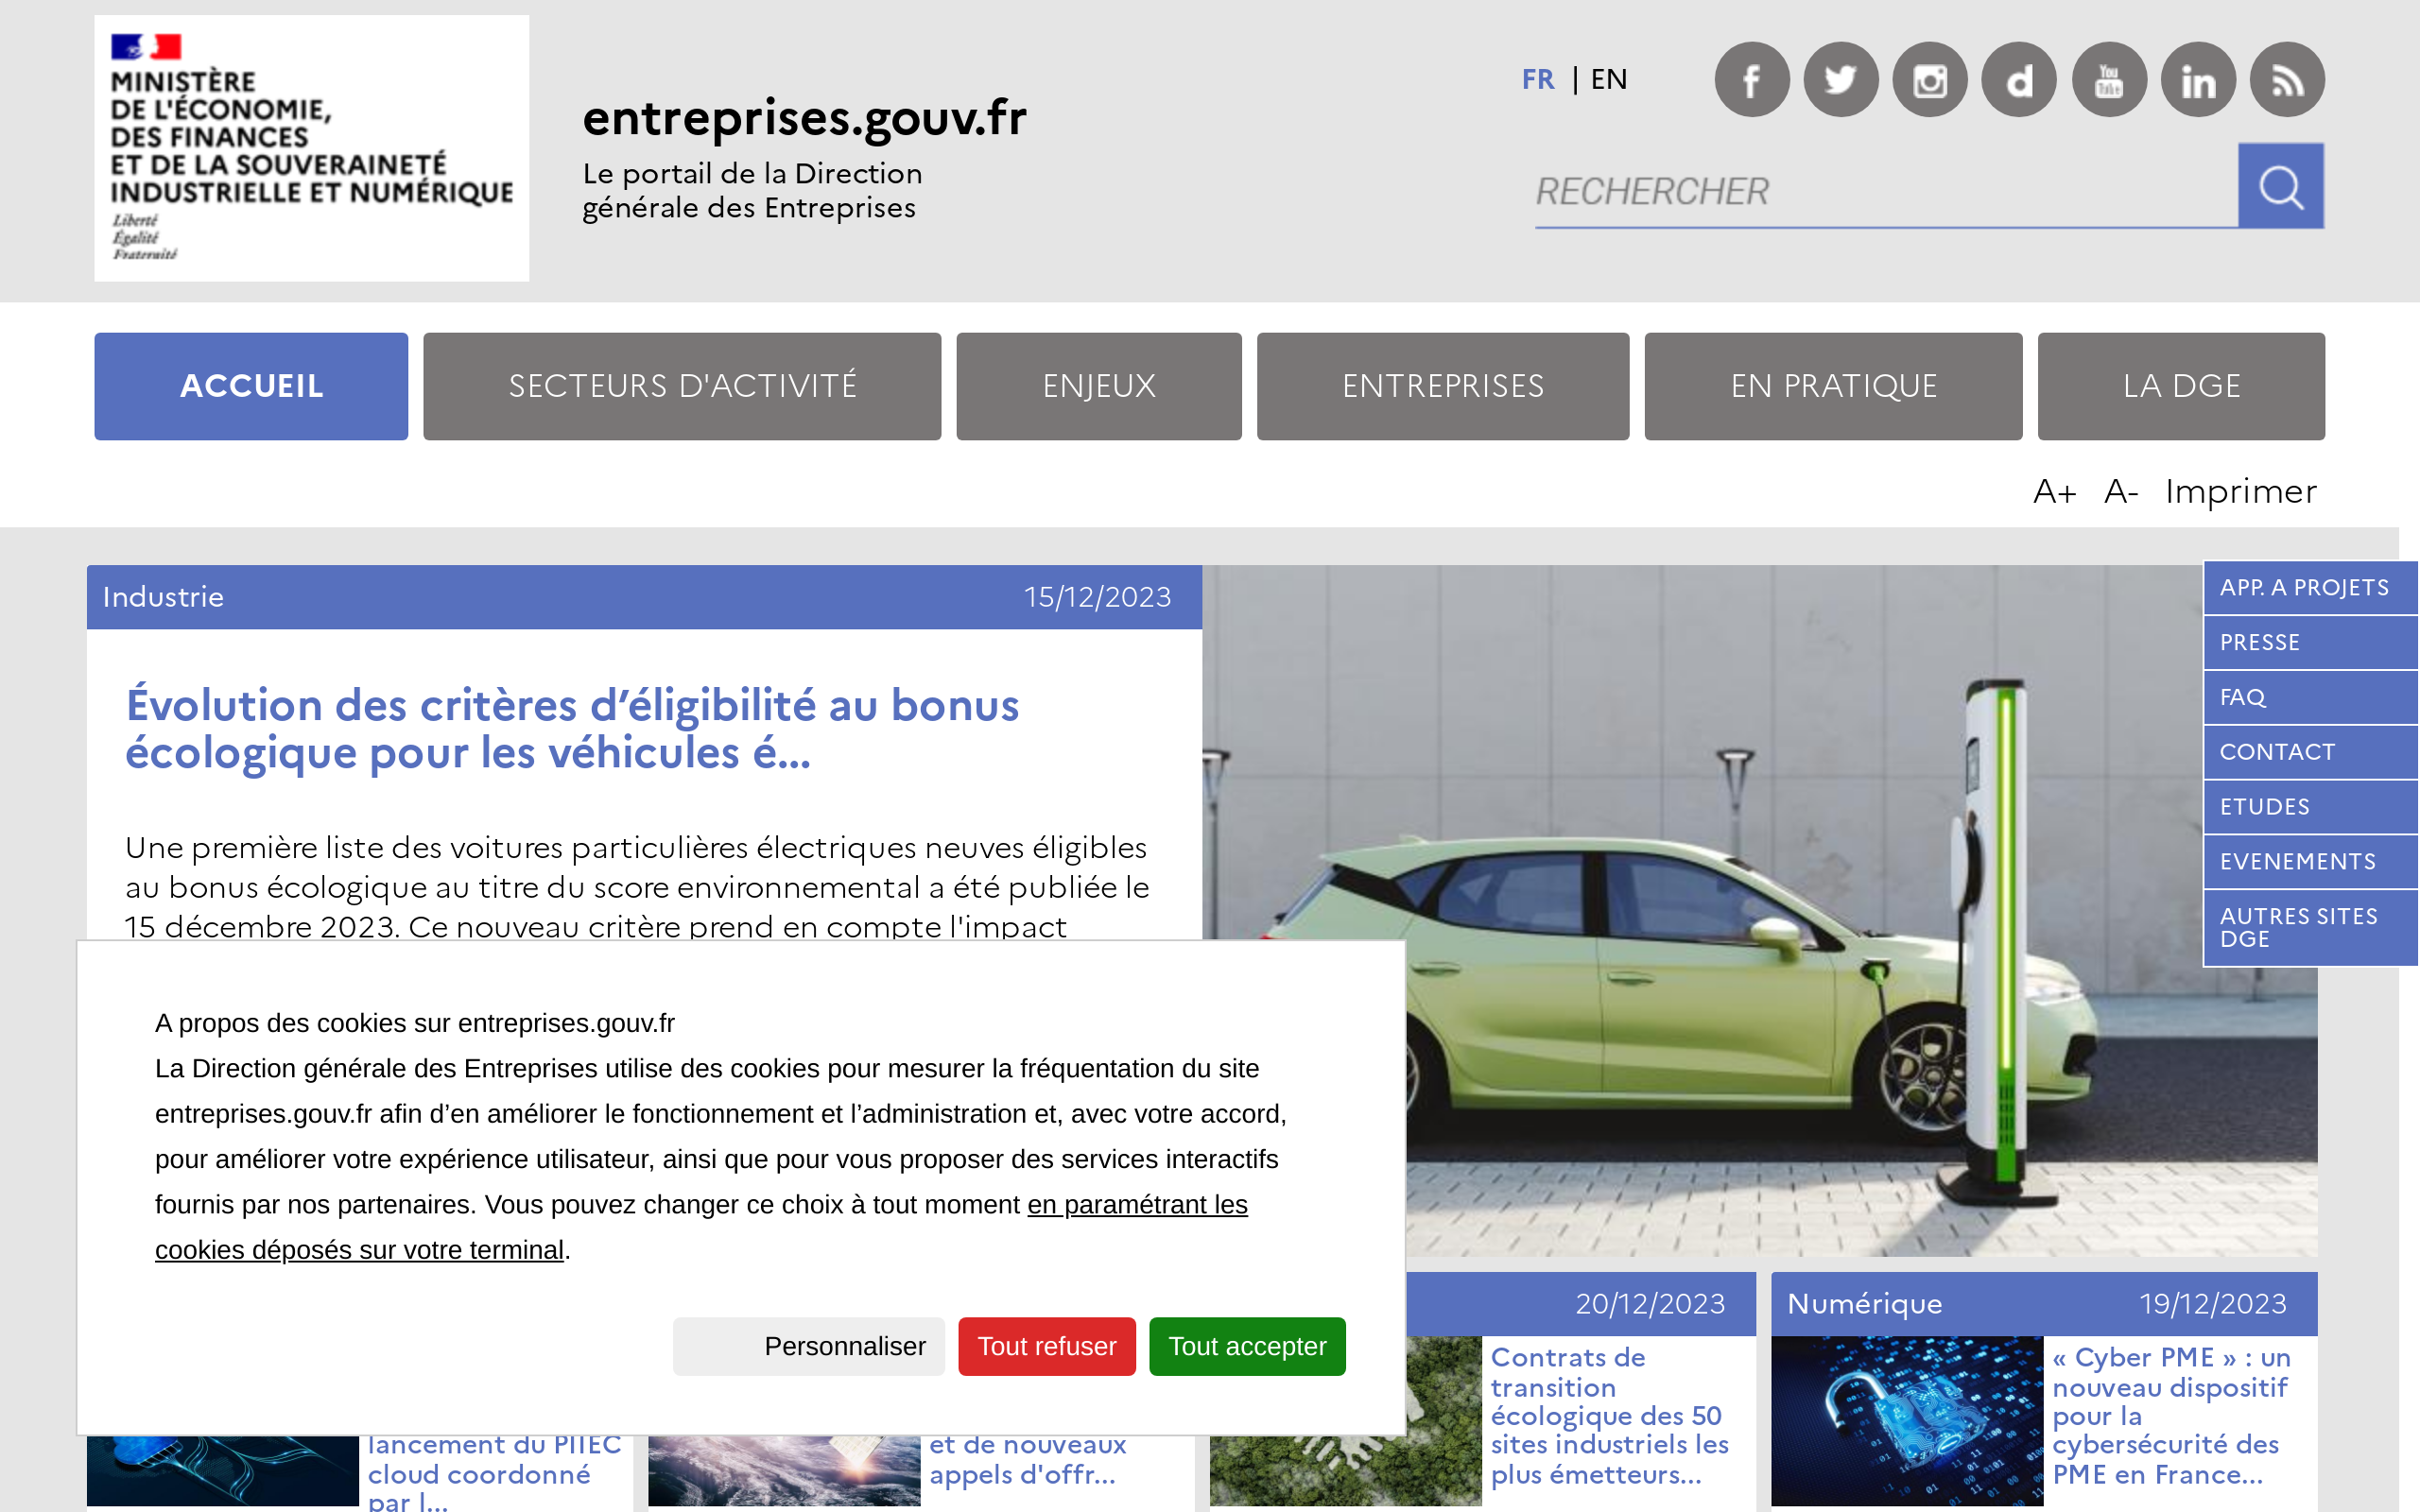 MINISTÈRE
DE L'ÉCONOMIE,
DES FINANCES
ET DE LA SOUVERAINETÉ
INDUSTRIELLE ET NUMÉRIQUE
Liberté
Égalité
Fraternité
entreprises.gouv.fr
Le portail de la Direction
générale des Entreprises
FR | EN
You
Tube
RECHERCHER
ACCUEIL
SECTEURS D'ACTIVITÉ
ENJEUX
ENTREPRISES
EN PRATIQUE
LA DGE
A+ A- Imprimer
Industrie 15/12/2023
Évolution des critères d’éligibilité au bonus
écologique pour les véhicules é...
Une première liste des voitures particulières électriques neuves éligibles
au bonus écologique au titre du score environnemental a été publiée le
15 décembre 2023. Ce nouveau critère prend en compte l'impact
APP. A PROJETS
PRESSE
FAQ
CONTACT
ETUDES
EVENEMENTS
AUTRES SITES
DGE
A propos des cookies sur entreprises.gouv.fr
La Direction générale des Entreprises utilise des cookies pour mesurer la fréquentation du site
entreprises.gouv.fr afin d’en améliorer le fonctionnement et l’administration et, avec votre accord,
pour améliorer votre expérience utilisateur, ainsi que pour vous proposer des services interactifs
fournis par nos partenaires. Vous pouvez changer ce choix à tout moment en paramétrant les
cookies déposés sur votre terminal.
Personnaliser
Tout refuser
Tout accepter
lancement du PIIEC
cloud coordonné
par l...
et de nouveaux
appels d'offr...
20/12/2023
Contrats de
transition
écologique des 50
sites industriels les
plus émetteurs...
Numérique 19/12/2023
« Cyber PME » : un
nouveau dispositif
pour la
cybersécurité des
PME en France...